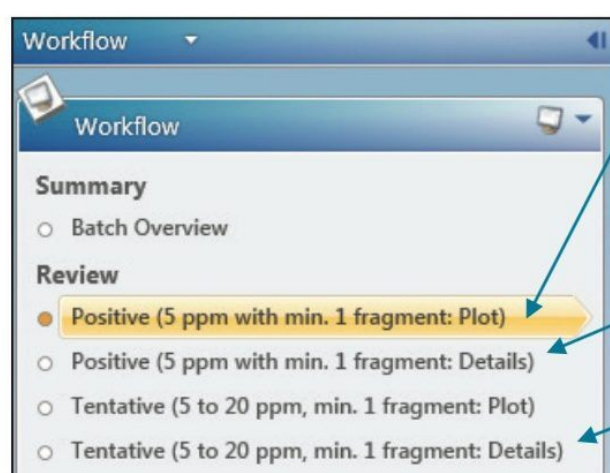 Workflow
Workflow
Summary
Batch Overview
Review
Positive (5 ppm with min. 1 fragment: Plot)
Positive (5 ppm with min. 1 fragment: Details)
Tentative (5 to 20 ppm, min. 1 fragment: Plot)
Tentative (5 to 20 ppm, min. 1 fragment: Details)